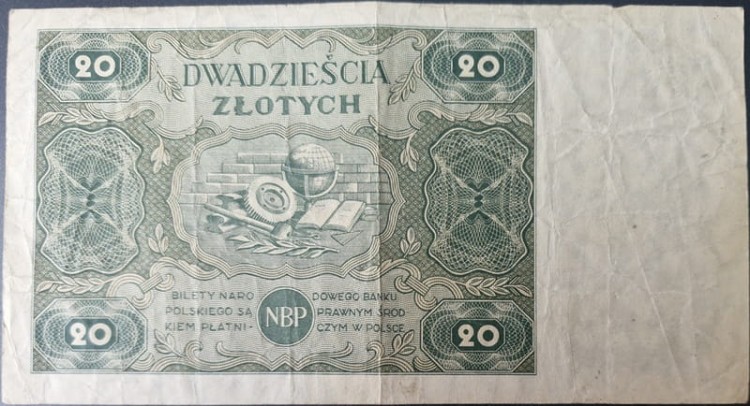 20 DWADZIEŚCIA 20
ZŁOTYCH
BILETY NARO DOWEGO BANKU
POLSKIEGO SĄ NBP PRAWNYM ŚROD
KIEM PŁATNI- CZYM W POLSCE
20 20